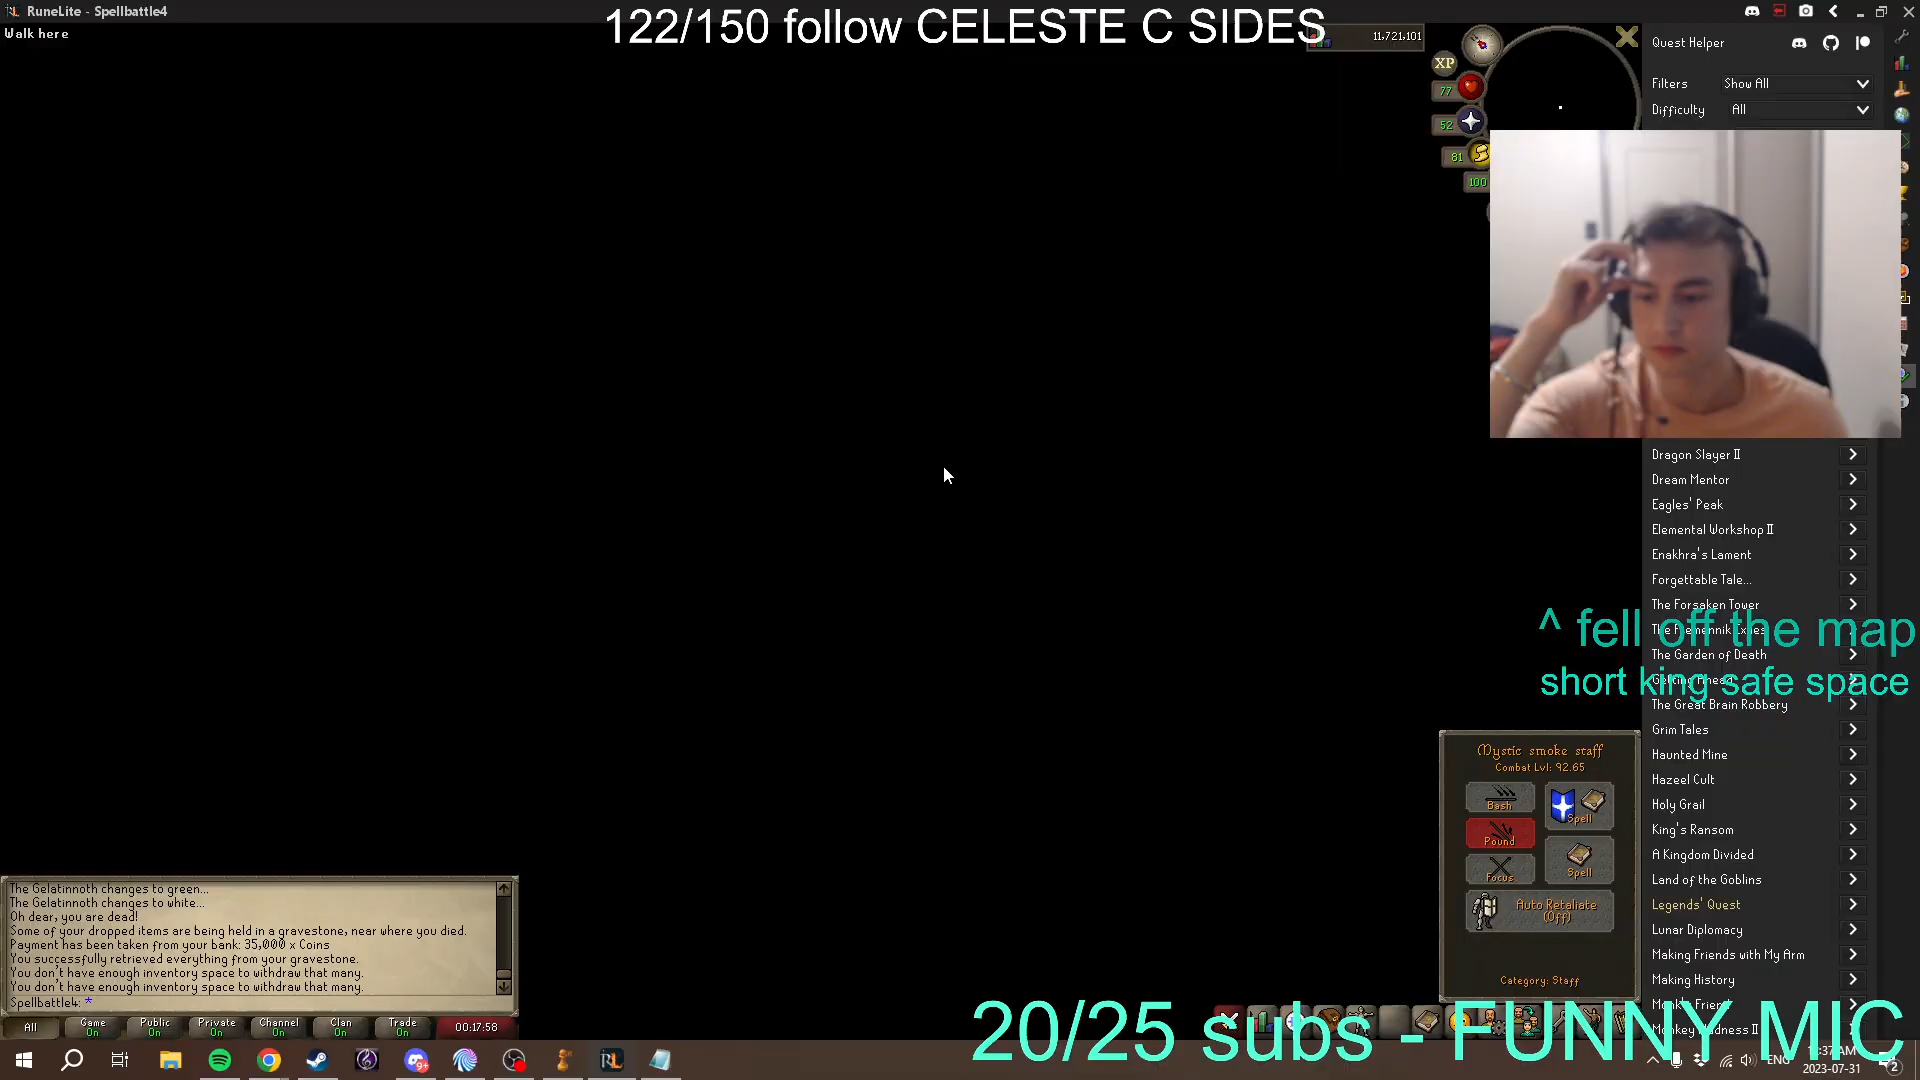 RuneLite - Spellbattle4
Walk here
122/150 follow CELESTE C SIDES
11,721,101
XP
77
52
81
100
Quest Helper
Filters Show All
Difficulty All
Dragon Slayer II
Dream Mentor
Eagles' Peak
Elemental Workshop II
Enakhra's Lament
Forgettable Tale...
The Forsaken Tower
^ fell off the map
The Garden of Death
short king safe space
The Great Brain Robbery
Grim Tales
Haunted Mine
Hazeel Cult
Holy Grail
King's Ransom
A Kingdom Divided
Land of the Goblins
Legends' Quest
Lunar Diplomacy
Making Friends with My Arm
Making History
Mystic smoke staff
Combat Lvl: 92.65
Bash
Spell
Pound
Spell
Focus
Auto Retaliate
(Off)
Category: Staff
The Gelatinnoth changes to green...
The Gelatinnoth changes to white...
Oh dear, you are dead!
Some of your dropped items are being held in a gravestone, near where you died.
Payment has been taken from your bank: 35,000 x Coins
You successfully retrieved everything from your gravestone.
You don't have enough inventory space to withdraw that many.
You don't have enough inventory space to withdraw that many.
Spellbattle4: *
All
Game On
Public On
Private On
Channel On
Clan On
Trade On
00:17:58
20/25 subs - FUNNY MIC
ENG
2023-07-31
2